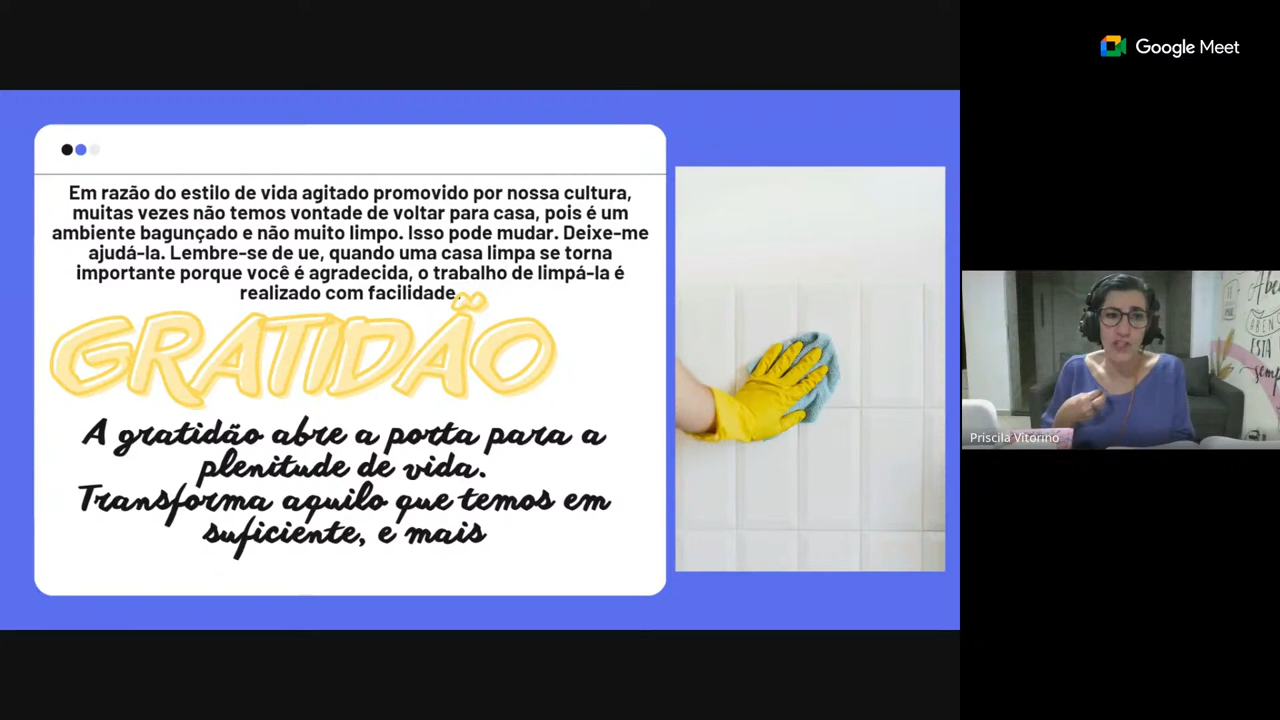 Google Meet
Em razão do estilo de vida agitado promovido por nossa cultura,
muitas vezes não temos vontade de voltar para casa, pois é um
ambiente bagunçado e não muito limpo. Isso pode mudar. Deixe-me
ajudá-la. Lembre-se de ue, quando uma casa limpa se torna
importante porque você é agradecida, o trabalho de limpá-la é
realizado com facilidade.
GRATIDÃO
A gratidão abre a porta para a
plenitude de vida.
Transforma aquilo que temos em
suficiente, e mais
Priscila Vitorino
ESTA